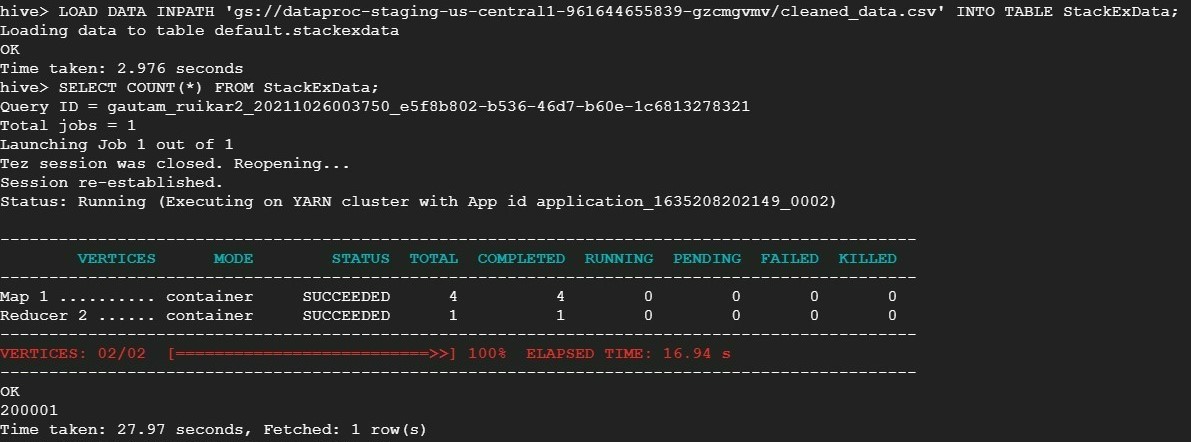 hive> LOAD DATA INPATH 'gs://dataproc-staging-us-central1-961644655839-gzcmgvmv/cleaned_data.csv' INTO TABLE StackExData;
Loading data to table default.stackexdata
OK
Time taken: 2.976 seconds
hive> SELECT COUNT(*) FROM StackExData;
Query ID = gautam_ruikar2_20211026003750_e5f8b802-b536-46d7-b60e-1c6813278321
Total jobs = 1
Launching Job 1 out of 1
Tez session was closed. Reopening...
Session re-established.
Status: Running (Executing on YARN cluster with App id application_1635208202149_0002)
----------------------------------------------------------------------------------------------
VERTICES MODE STATUS TOTAL COMPLETED RUNNING PENDING FAILED KILLED
----------------------------------------------------------------------------------------------
Map 1 .......... container SUCCEEDED 4 4 0 0 0 0
Reducer 2 ...... container SUCCEEDED 1 1 0 0 0 0
----------------------------------------------------------------------------------------------
VERTICES: 02/02 [==========================>>] 100% ELAPSED TIME: 16.94 s
----------------------------------------------------------------------------------------------
OK
200001
Time taken: 27.97 seconds, Fetched: 1 row(s)